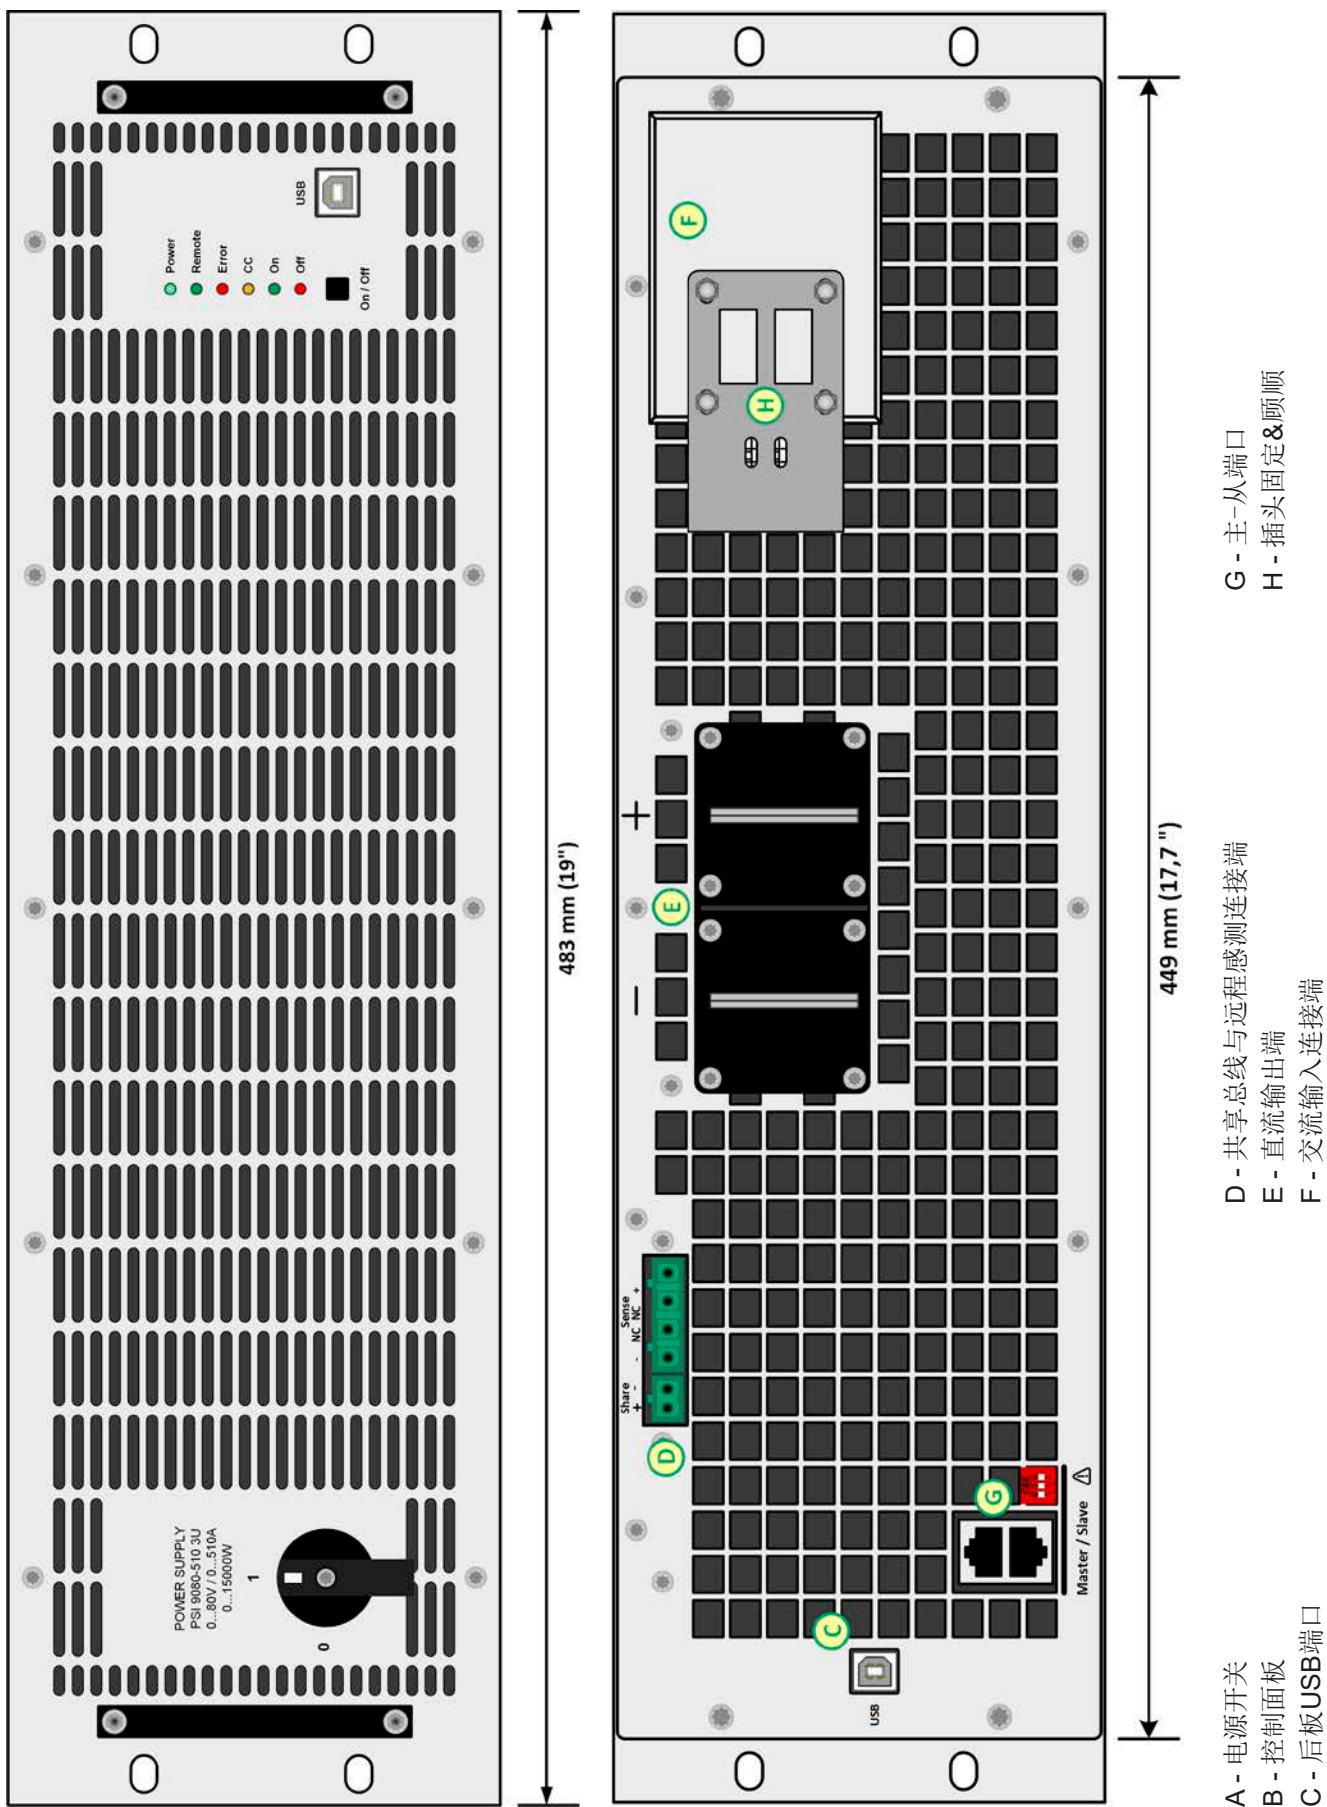 POWER SUPPLY
PSI 9080-510 3U
0...80V / 0...510A
0...15000W
0
1
Power
Remote
Error
CC
On
Off
On / Off
USB
483 mm (19")
USB
C
D
Share
+ -
Sense
- NC NC +
E
- +
F
H
G
Master / Slave
449 mm (17,7 ")
A - 电源开关
B - 控制面板
C - 后板USB端口
D - 共享总线与远程感测连接端
E - 直流输出端
F - 交流输入连接端
G - 主-从端口
H - 插头固定&顾顺